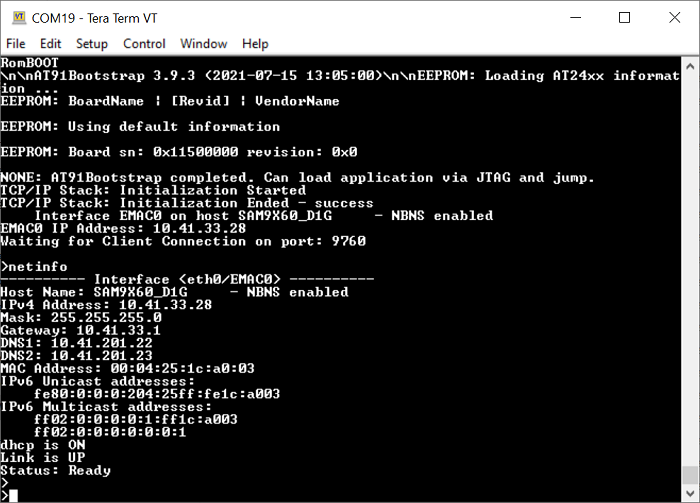 COM19 - Tera Term VT
File Edit Setup Control Window Help
RomBOOT
\n\nAT91Bootstrap 3.9.3 (2021-07-15 13:05:00)\n\nEEPROM: Loading AT24xx informat
ion ...
EEPROM: BoardName | [Revid] | VendorName
EEPROM: Using default information
EEPROM: Board sn: 0x11500000 revision: 0x0
NONE: AT91Bootstrap completed. Can load application via JTAG and jump.
TCP/IP Stack: Initialization Started
TCP/IP Stack: Initialization Ended - success
Interface EMAC0 on host SAM9X60_D1G - NBNS enabled
EMAC0 IP Address: 10.41.33.28
Waiting for Client Connection on port: 9760
>netinfo
---------- Interface <eth0/EMAC0> ----------
Host Name: SAM9X60_D1G - NBNS enabled
IPv4 Address: 10.41.33.28
Mask: 255.255.255.0
Gateway: 10.41.33.1
DNS1: 10.41.201.22
DNS2: 10.41.201.23
MAC Address: 00:04:25:1c:a0:03
IPv6 Unicast addresses:
fe80:0:0:0:204:25ff:fe1c:a003
IPv6 Multicast addresses:
ff02:0:0:0:0:1:ff1c:a003
ff02:0:0:0:0:0:0:1
dhcp is ON
Link is UP
Status: Ready
>
>